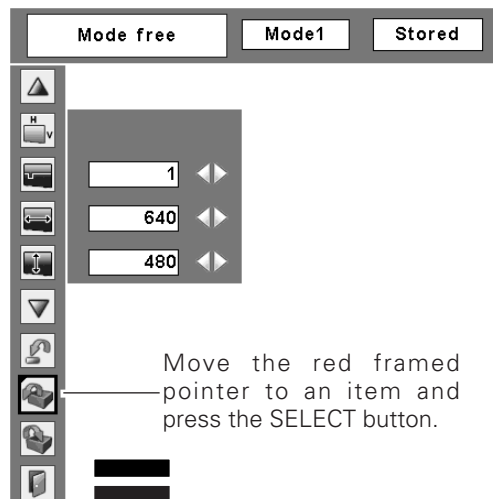 Mode free Mode1 Stored
H
V
1
640
480
Move the red framed
pointer to an item and
press the SELECT button.